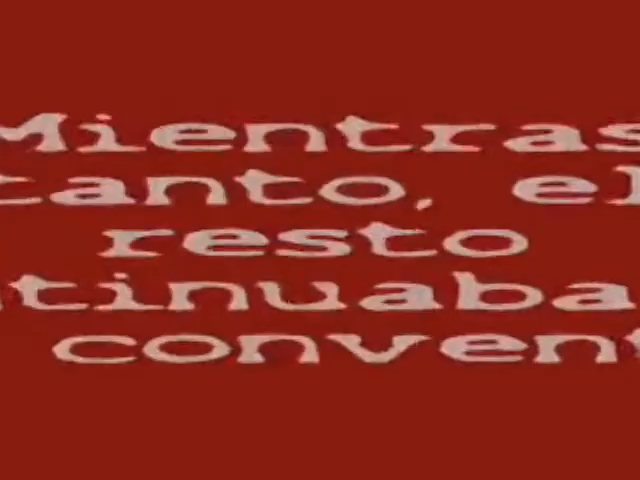 Mientras
tanto, el
resto
tinuaba
convent